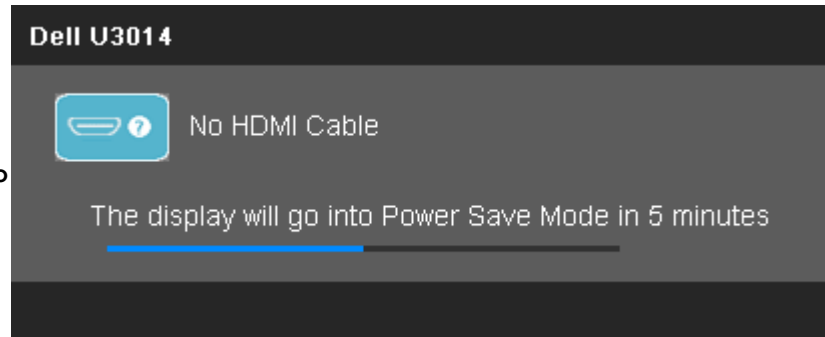 Dell U3014
?
No HDMI Cable
The display will go into Power Save Mode in 5 minutes